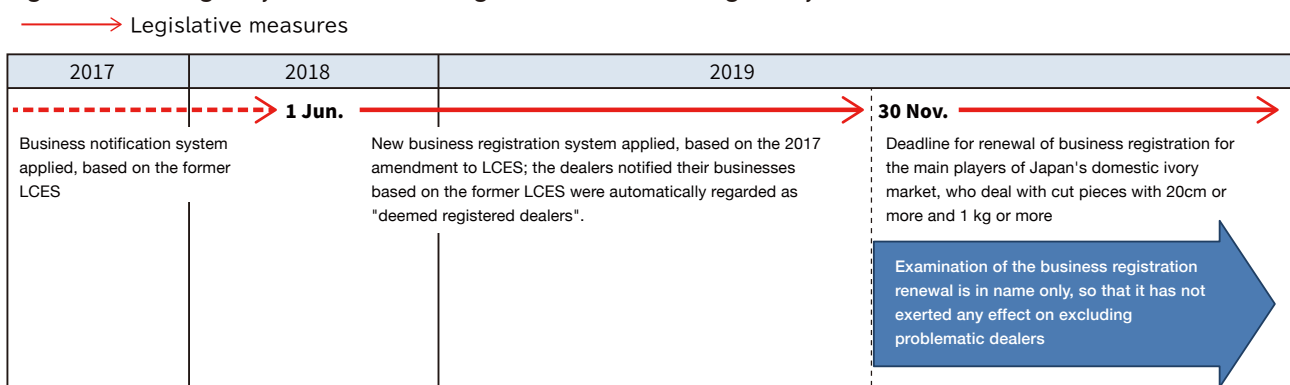 Legislative measures
2017
2018
2019
1 Jun.
30 Nov.
Business notification system
applied, based on the former
LCES
New business registration system applied, based on the 2017
amendment to LCES; the dealers notified their businesses
based on the former LCES were automatically regarded as
"deemed registered dealers".
Deadline for renewal of business registration for
the main players of Japan's domestic ivory
market, who deal with cut pieces with 20cm or
more and 1 kg or more
Examination of the business registration
renewal is in name only, so that it has not
exerted any effect on excluding
problematic dealers